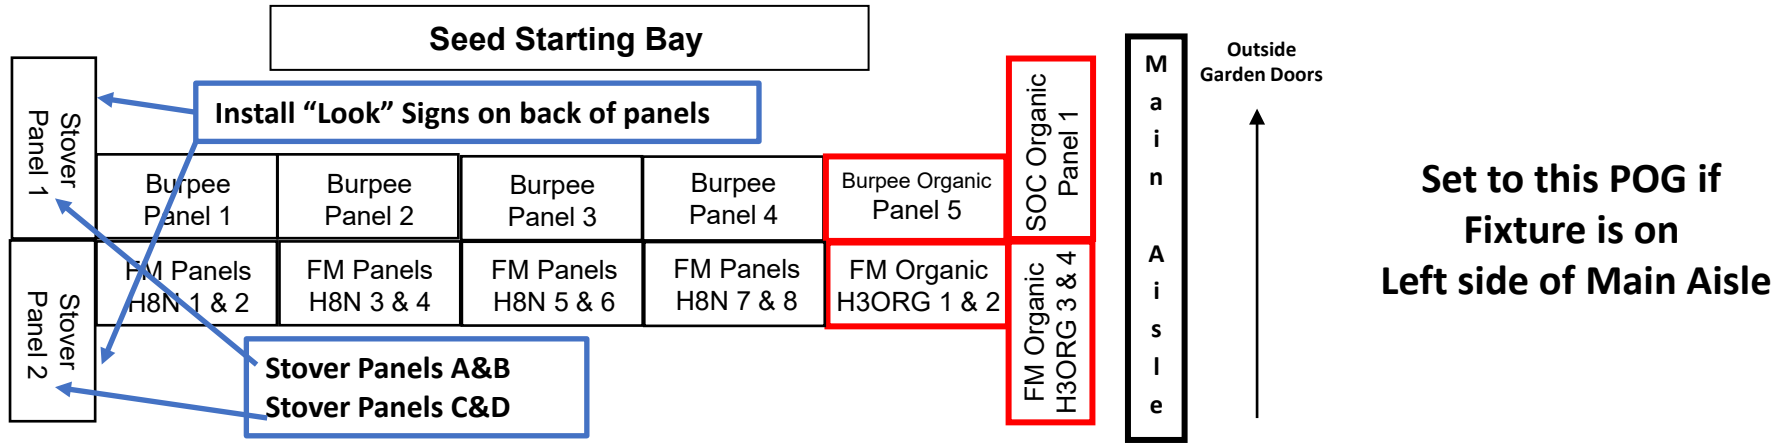 Seed Starting Bay
Install “Look” Signs on back of panels
Stover
Panel 1
Burpee
Panel 1
Burpee
Panel 2
Burpee
Panel 3
Burpee
Panel 4
Burpee Organic
Panel 5
SOC Organic
Panel 1
Stover
Panel 2
FM Panels
H8N 1 & 2
FM Panels
H8N 3 & 4
FM Panels
H8N 5 & 6
FM Panels
H8N 7 & 8
FM Organic
H3ORG 1 & 2
FM Organic
H3ORG 3 & 4
Stover Panels A&B
Stover Panels C&D
Main Aisle
Outside
Garden Doors
Set to this POG if
Fixture is on
Left side of Main Aisle